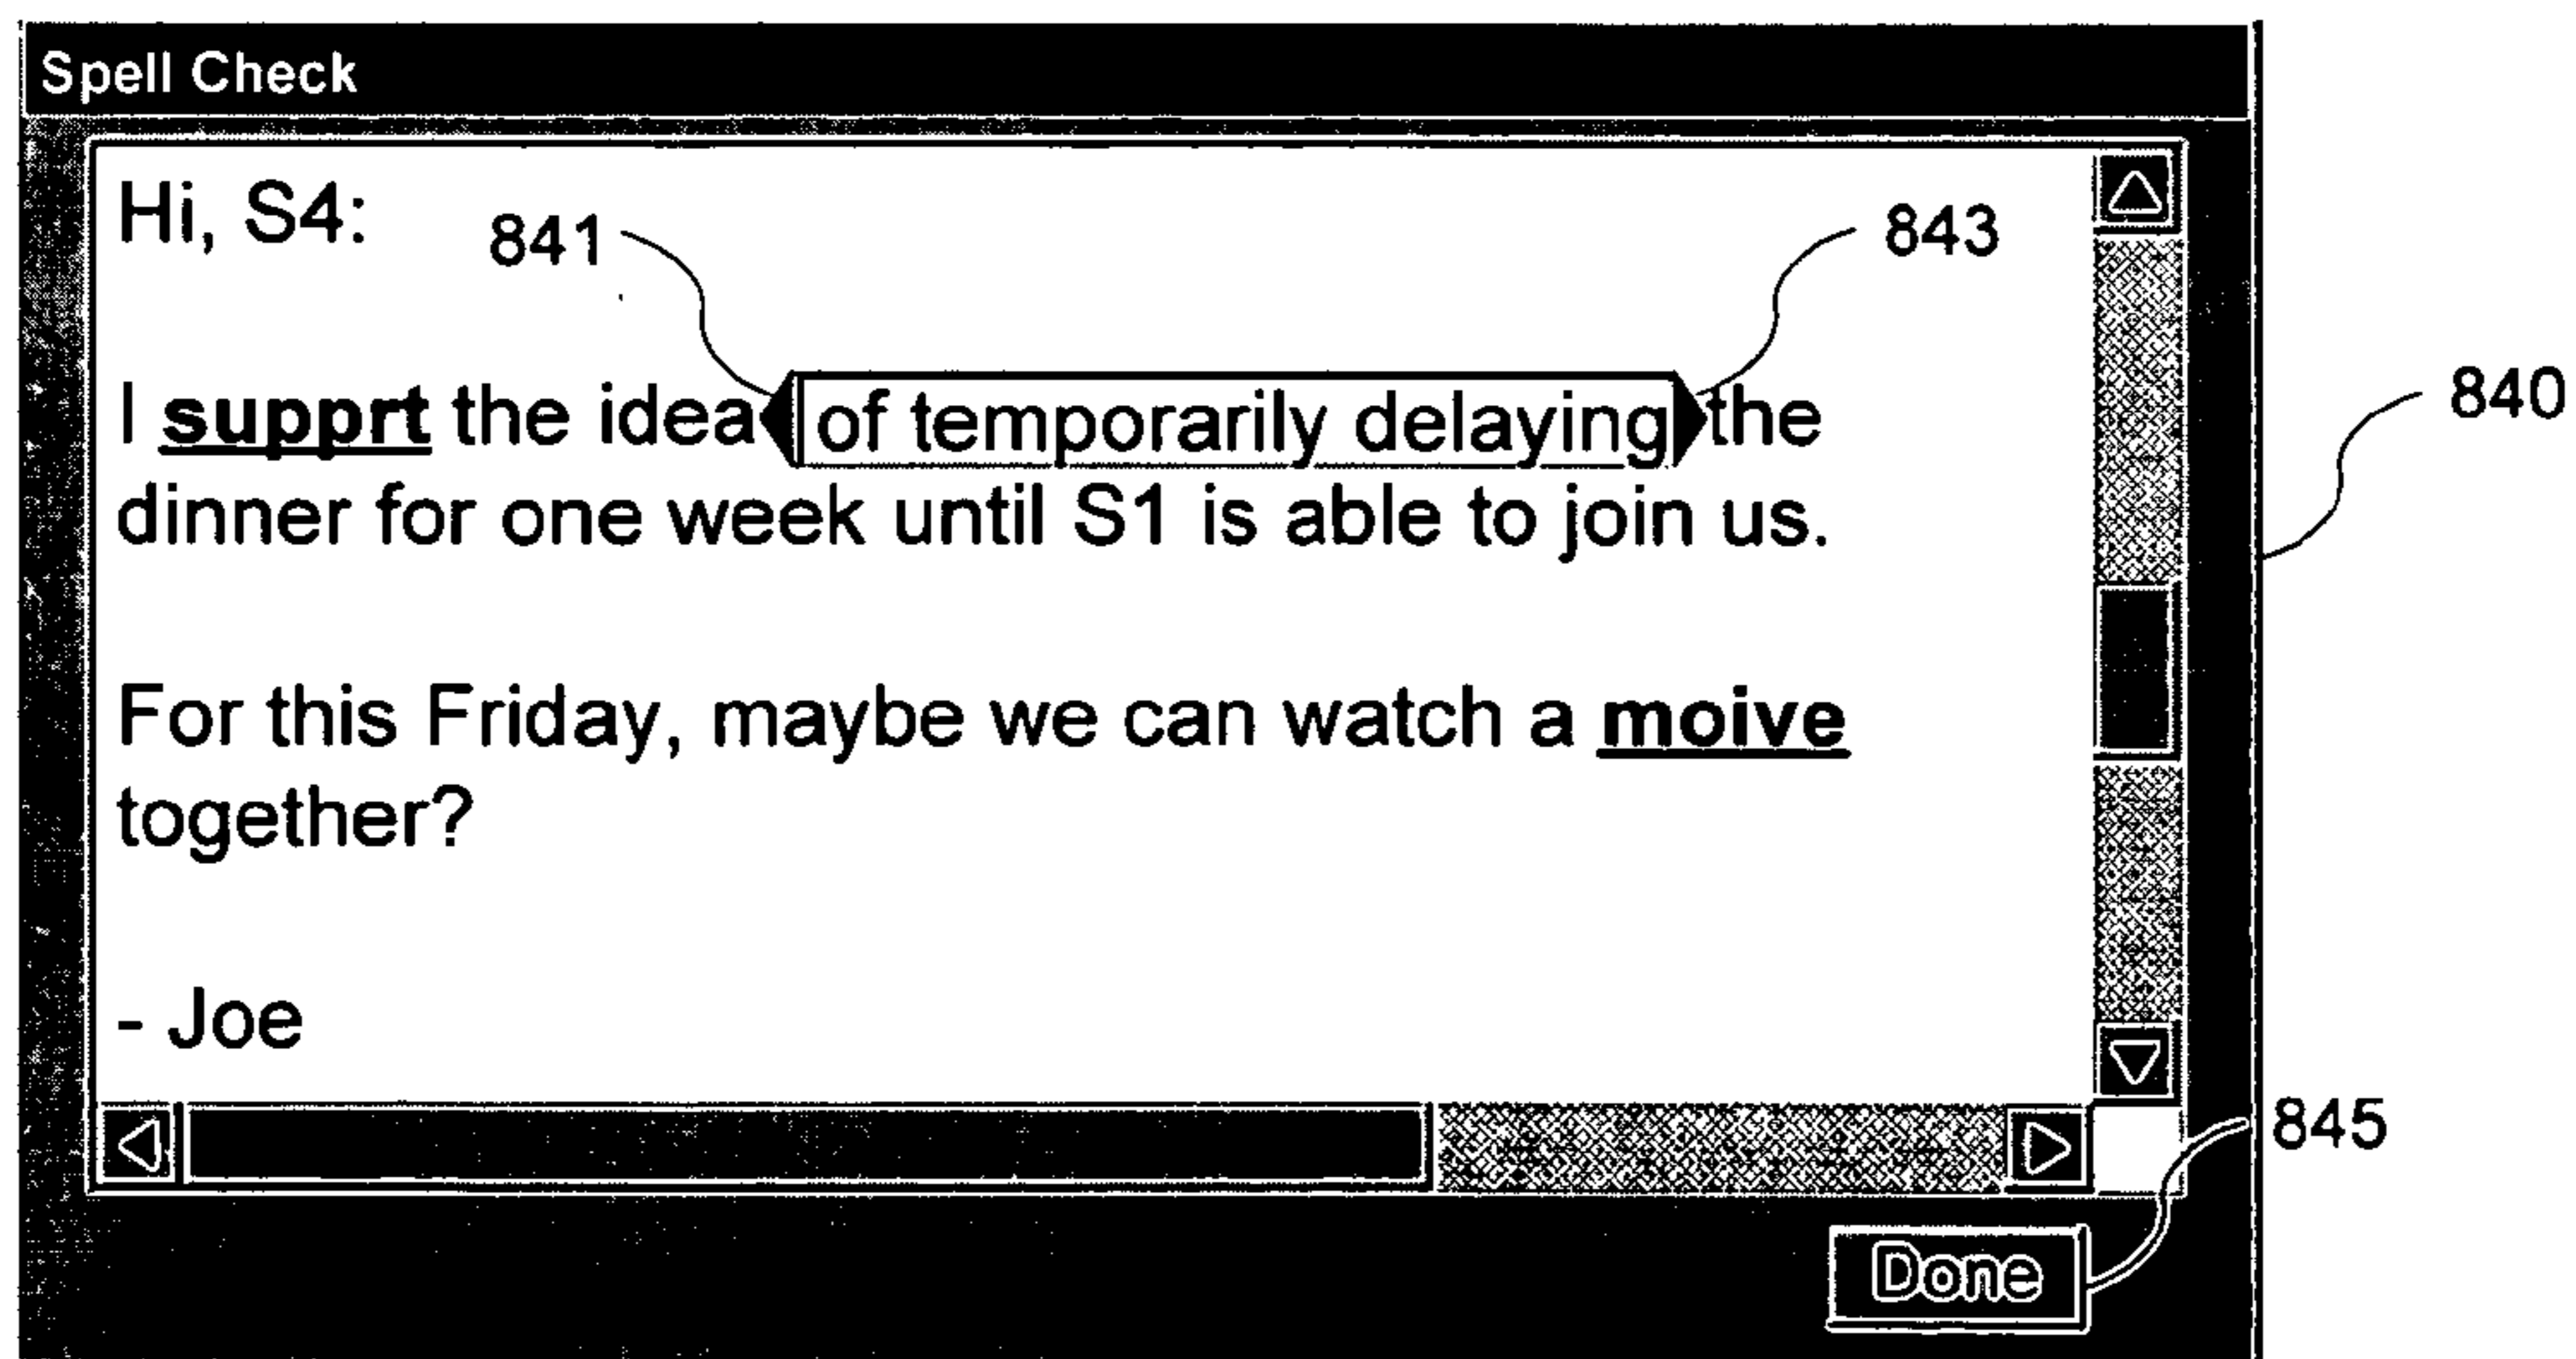 Spell Check
Hi, S4:
841
843
I supprt the idea of temporarily delaying the
840
dinner for one week until S1 is able to join us.
For this Friday, maybe we can watch a moive
together?
- Joe
845
Done